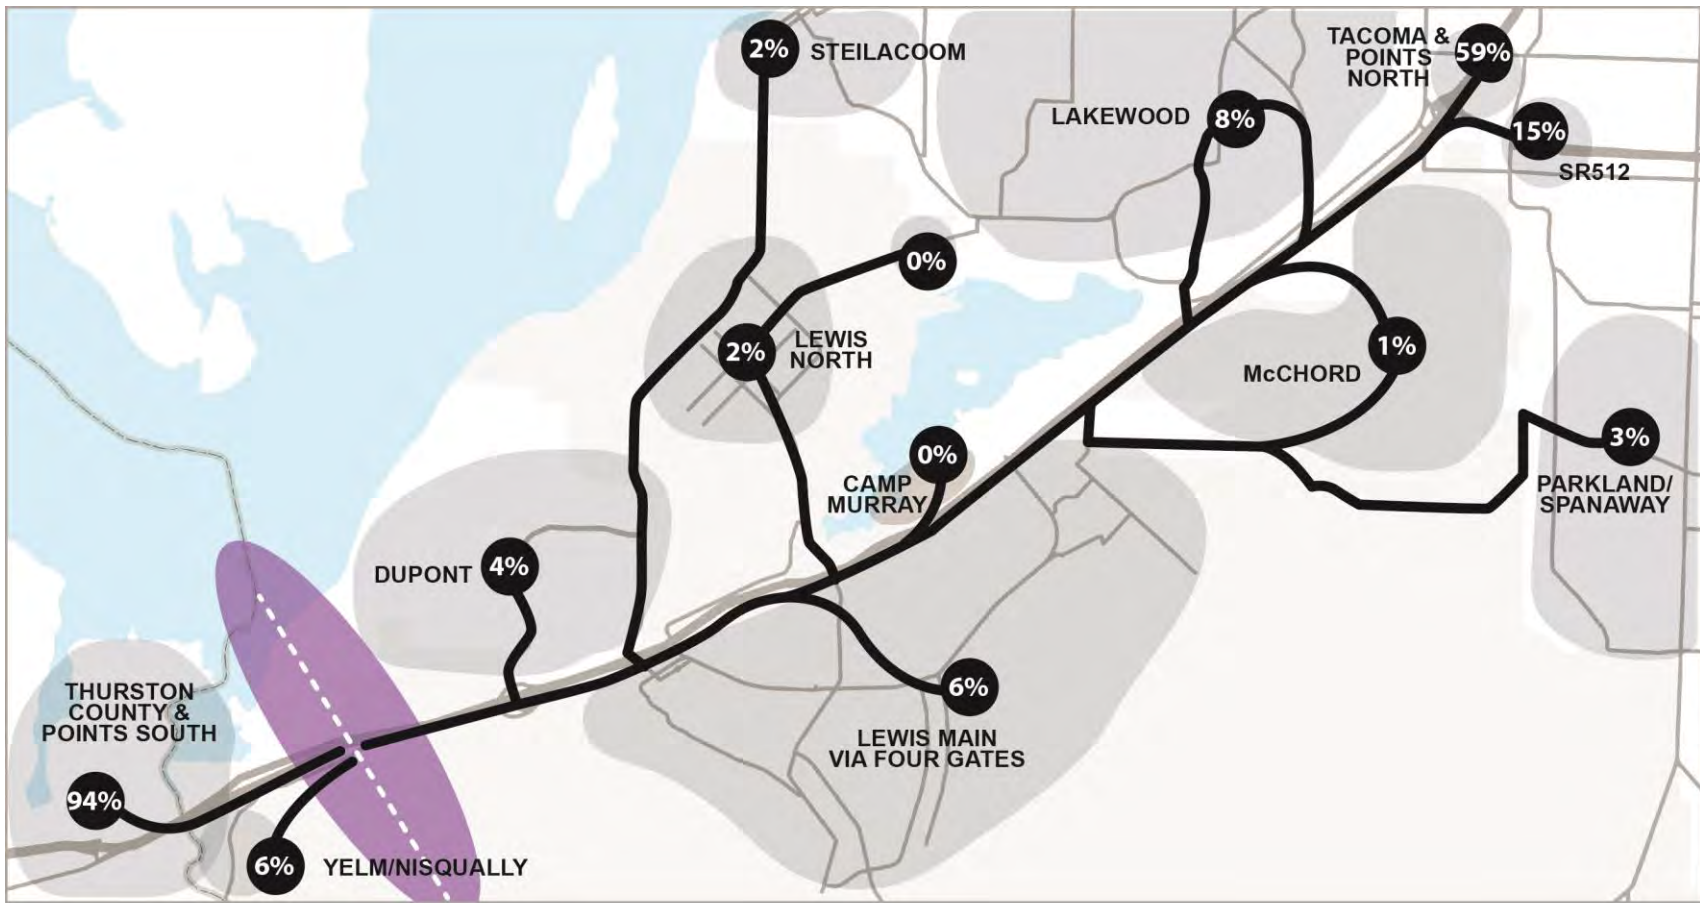 2%
STEILACOOM
TACOMA &
POINTS
NORTH
59%
LAKEWOOD
8%
15%
SR512
0%
2%
LEWIS
NORTH
1%
McCHORD
0%
CAMP
MURRAY
3%
PARKLAND/
SPANAWAY
DUPONT
4%
6%
LEWIS MAIN
VIA FOUR GATES
THURSTON
COUNTY &
POINTS SOUTH
94%
6%
YELM/NISQUALLY